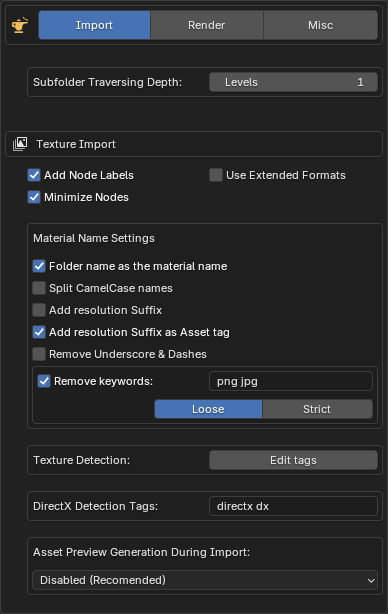 Import Render Misc
Subfolder Traversing Depth: Levels 1
Texture Import
Add Node Labels Use Extended Formats
Minimize Nodes
Material Name Settings
Folder name as the material name
Split CamelCase names
Add resolution Suffix
Add resolution Suffix as Asset tag
Remove Underscore & Dashes
Remove keywords: png jpg
Loose Strict
Texture Detection: Edit tags
DirectX Detection Tags: directx dx
Asset Preview Generation During Import:
Disabled (Recomended)